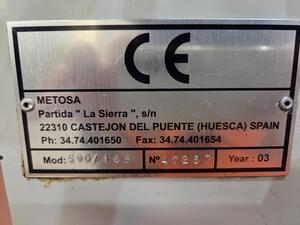 CE
METOSA
Partida " La Sierra ", s/n
22310 CASTEJON DEL PUENTE (HUESCA) SPAIN
Ph: 34.74.401650 Fax: 34.74.401654
Mod: Nº Year : 03